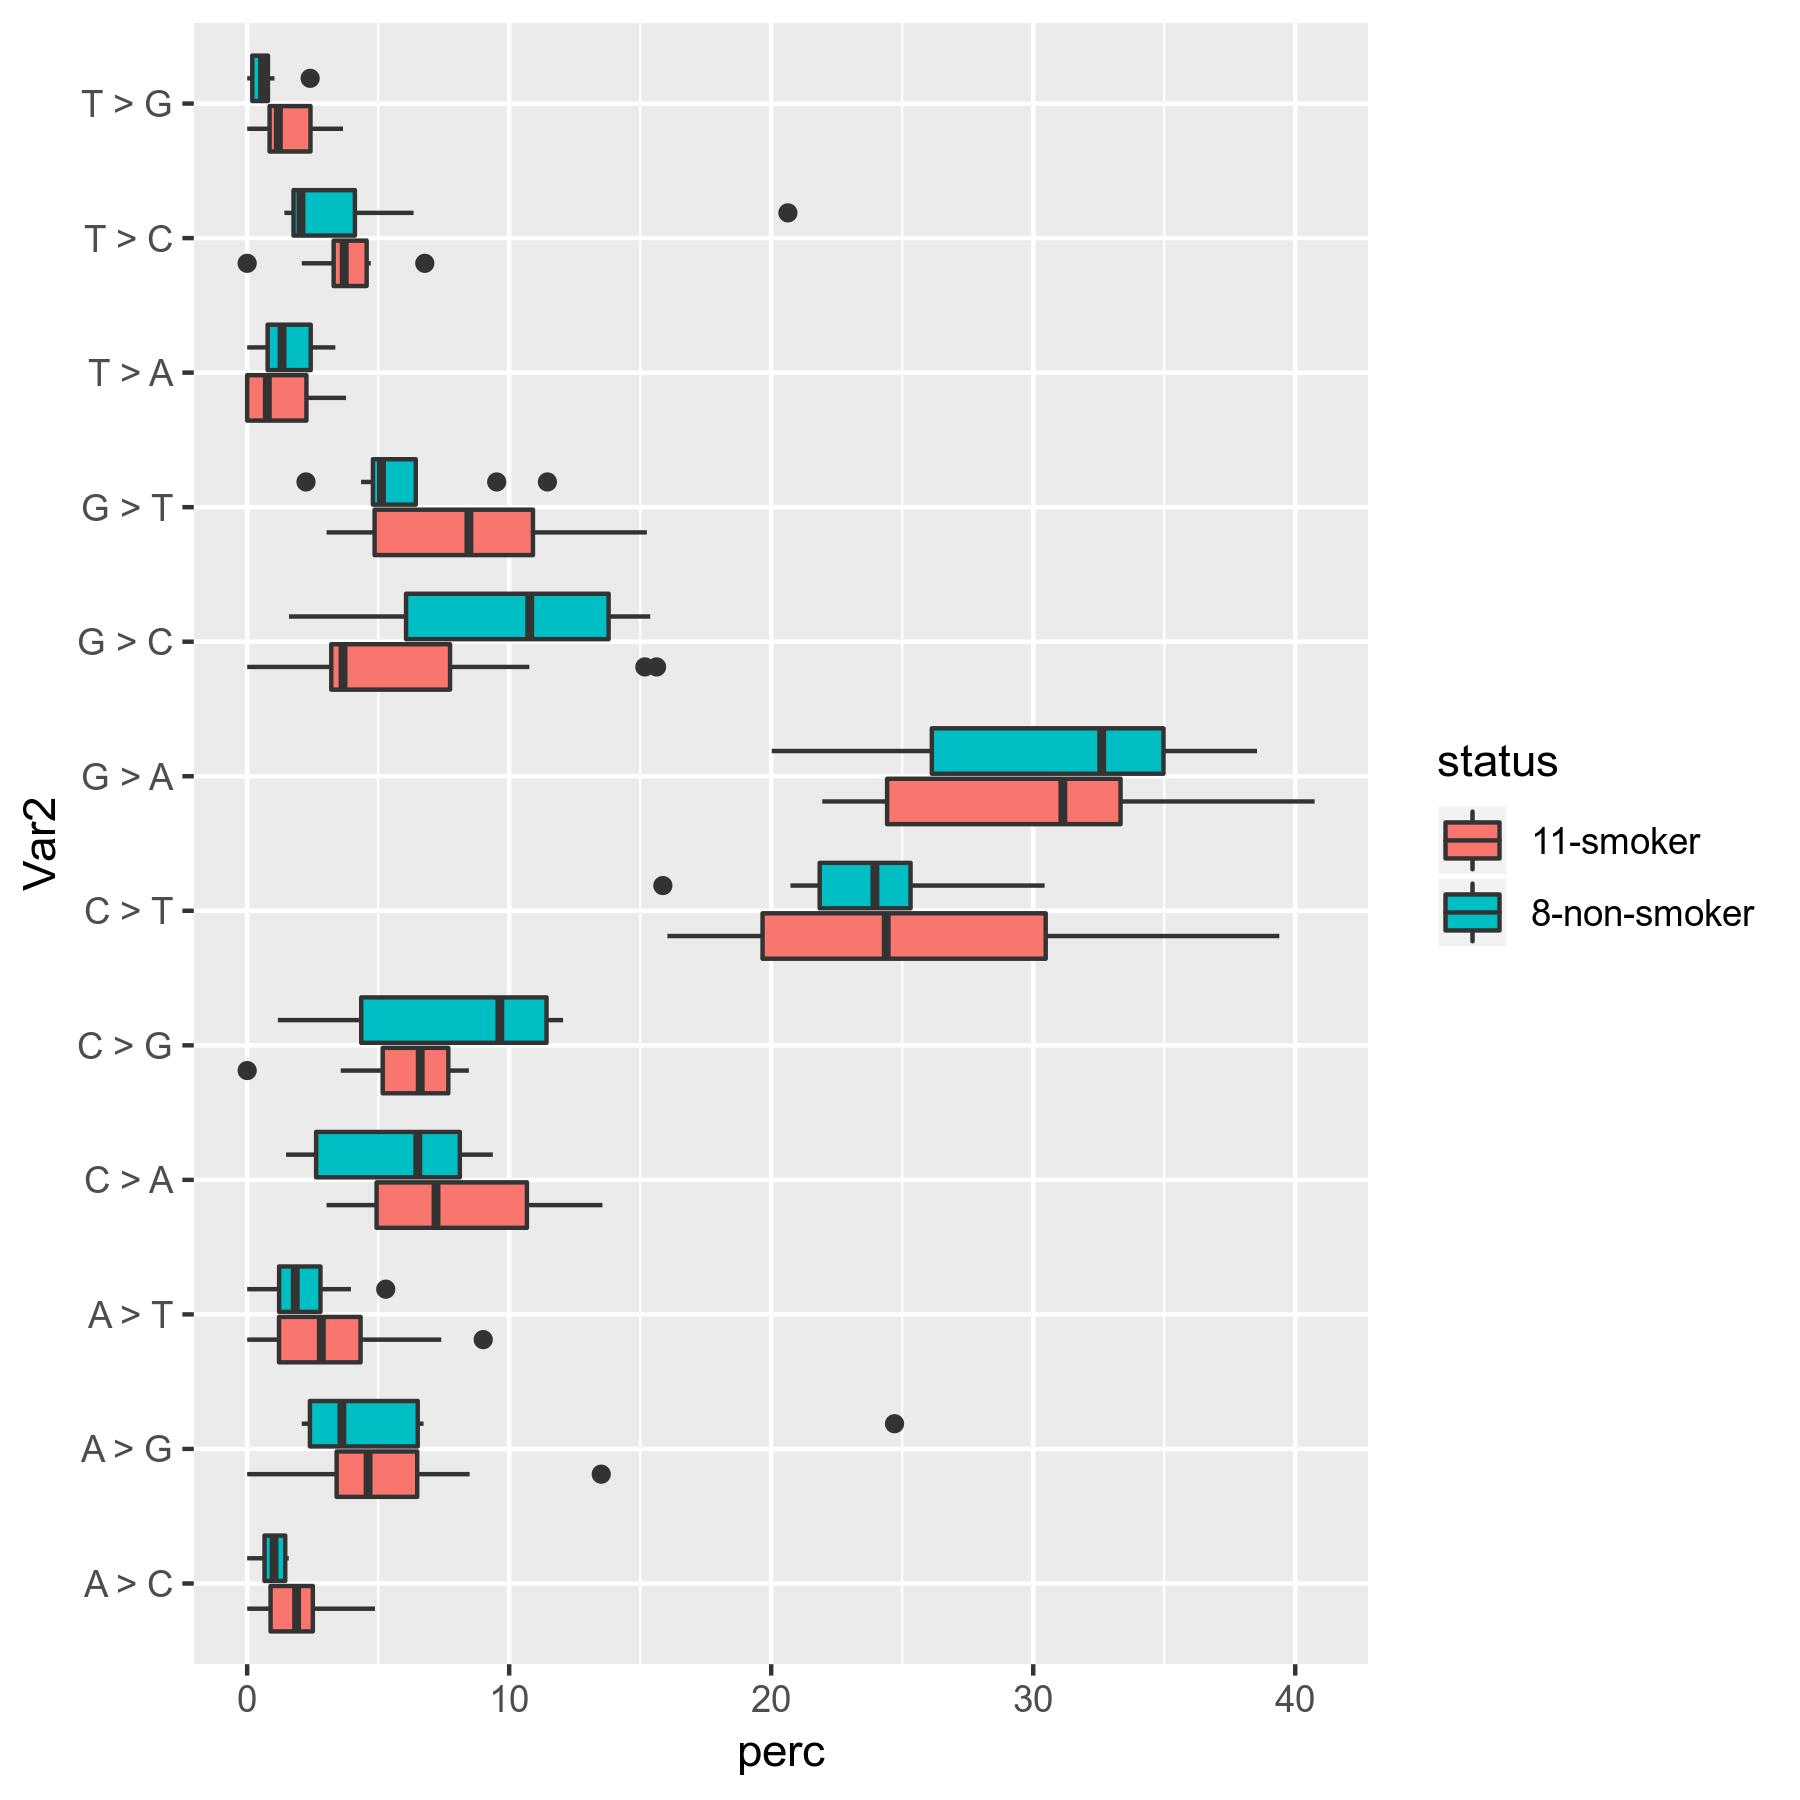 T > G
T > C
T > A
G > T
G > C
G > A
C > T
C > G
C > A
A > T
A > G
A > C
Var2
0 10 20 30 40
perc
status
11-smoker
8-non-smoker